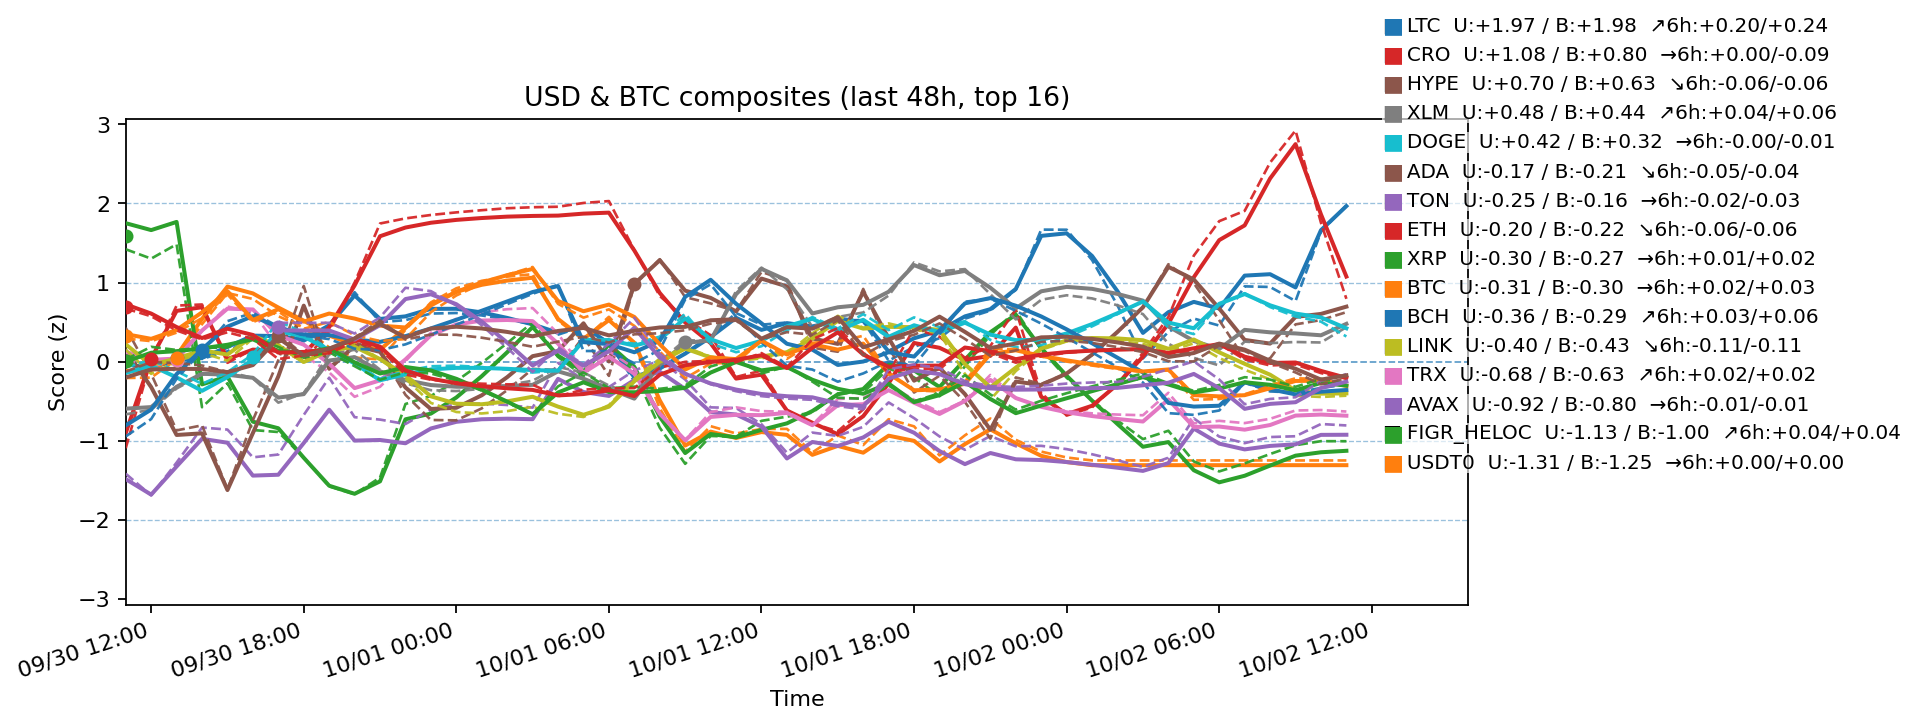 LTC U:+1.97 / B:+1.98 ↗6h:+0.20/+0.24
CRO U:+1.08 / B:+0.80 →6h:+0.00/-0.09
HYPE U:+0.70 / B:+0.63 ↘6h:-0.06/-0.06
XLM U:+0.48 / B:+0.44 ↗6h:+0.04/+0.06
DOGE U:+0.42 / B:+0.32 →6h:-0.00/-0.01
ADA U:-0.17 / B:-0.21 ↘6h:-0.05/-0.04
TON U:-0.25 / B:-0.16 →6h:-0.02/-0.03
ETH U:-0.20 / B:-0.22 ↘6h:-0.06/-0.06
XRP U:-0.30 / B:-0.27 →6h:+0.01/+0.02
BTC U:-0.31 / B:-0.30 →6h:+0.02/+0.03
BCH U:-0.36 / B:-0.29 ↗6h:+0.03/+0.06
LINK U:-0.40 / B:-0.43 ↘6h:-0.11/-0.11
TRX U:-0.68 / B:-0.63 ↗6h:+0.02/+0.02
AVAX U:-0.92 / B:-0.80 →6h:-0.01/-0.01
FIGR_HELOC U:-1.13 / B:-1.00 ↗6h:+0.04/+0.04
USDT0 U:-1.31 / B:-1.25 →6h:+0.00/+0.00
USD & BTC composites (last 48h, top 16)
Score (z)
3
2
1
0
−1
−2
−3
09/30 12:00
09/30 18:00
10/01 00:00
10/01 06:00
10/01 12:00
10/01 18:00
10/02 00:00
10/02 06:00
10/02 12:00
Time